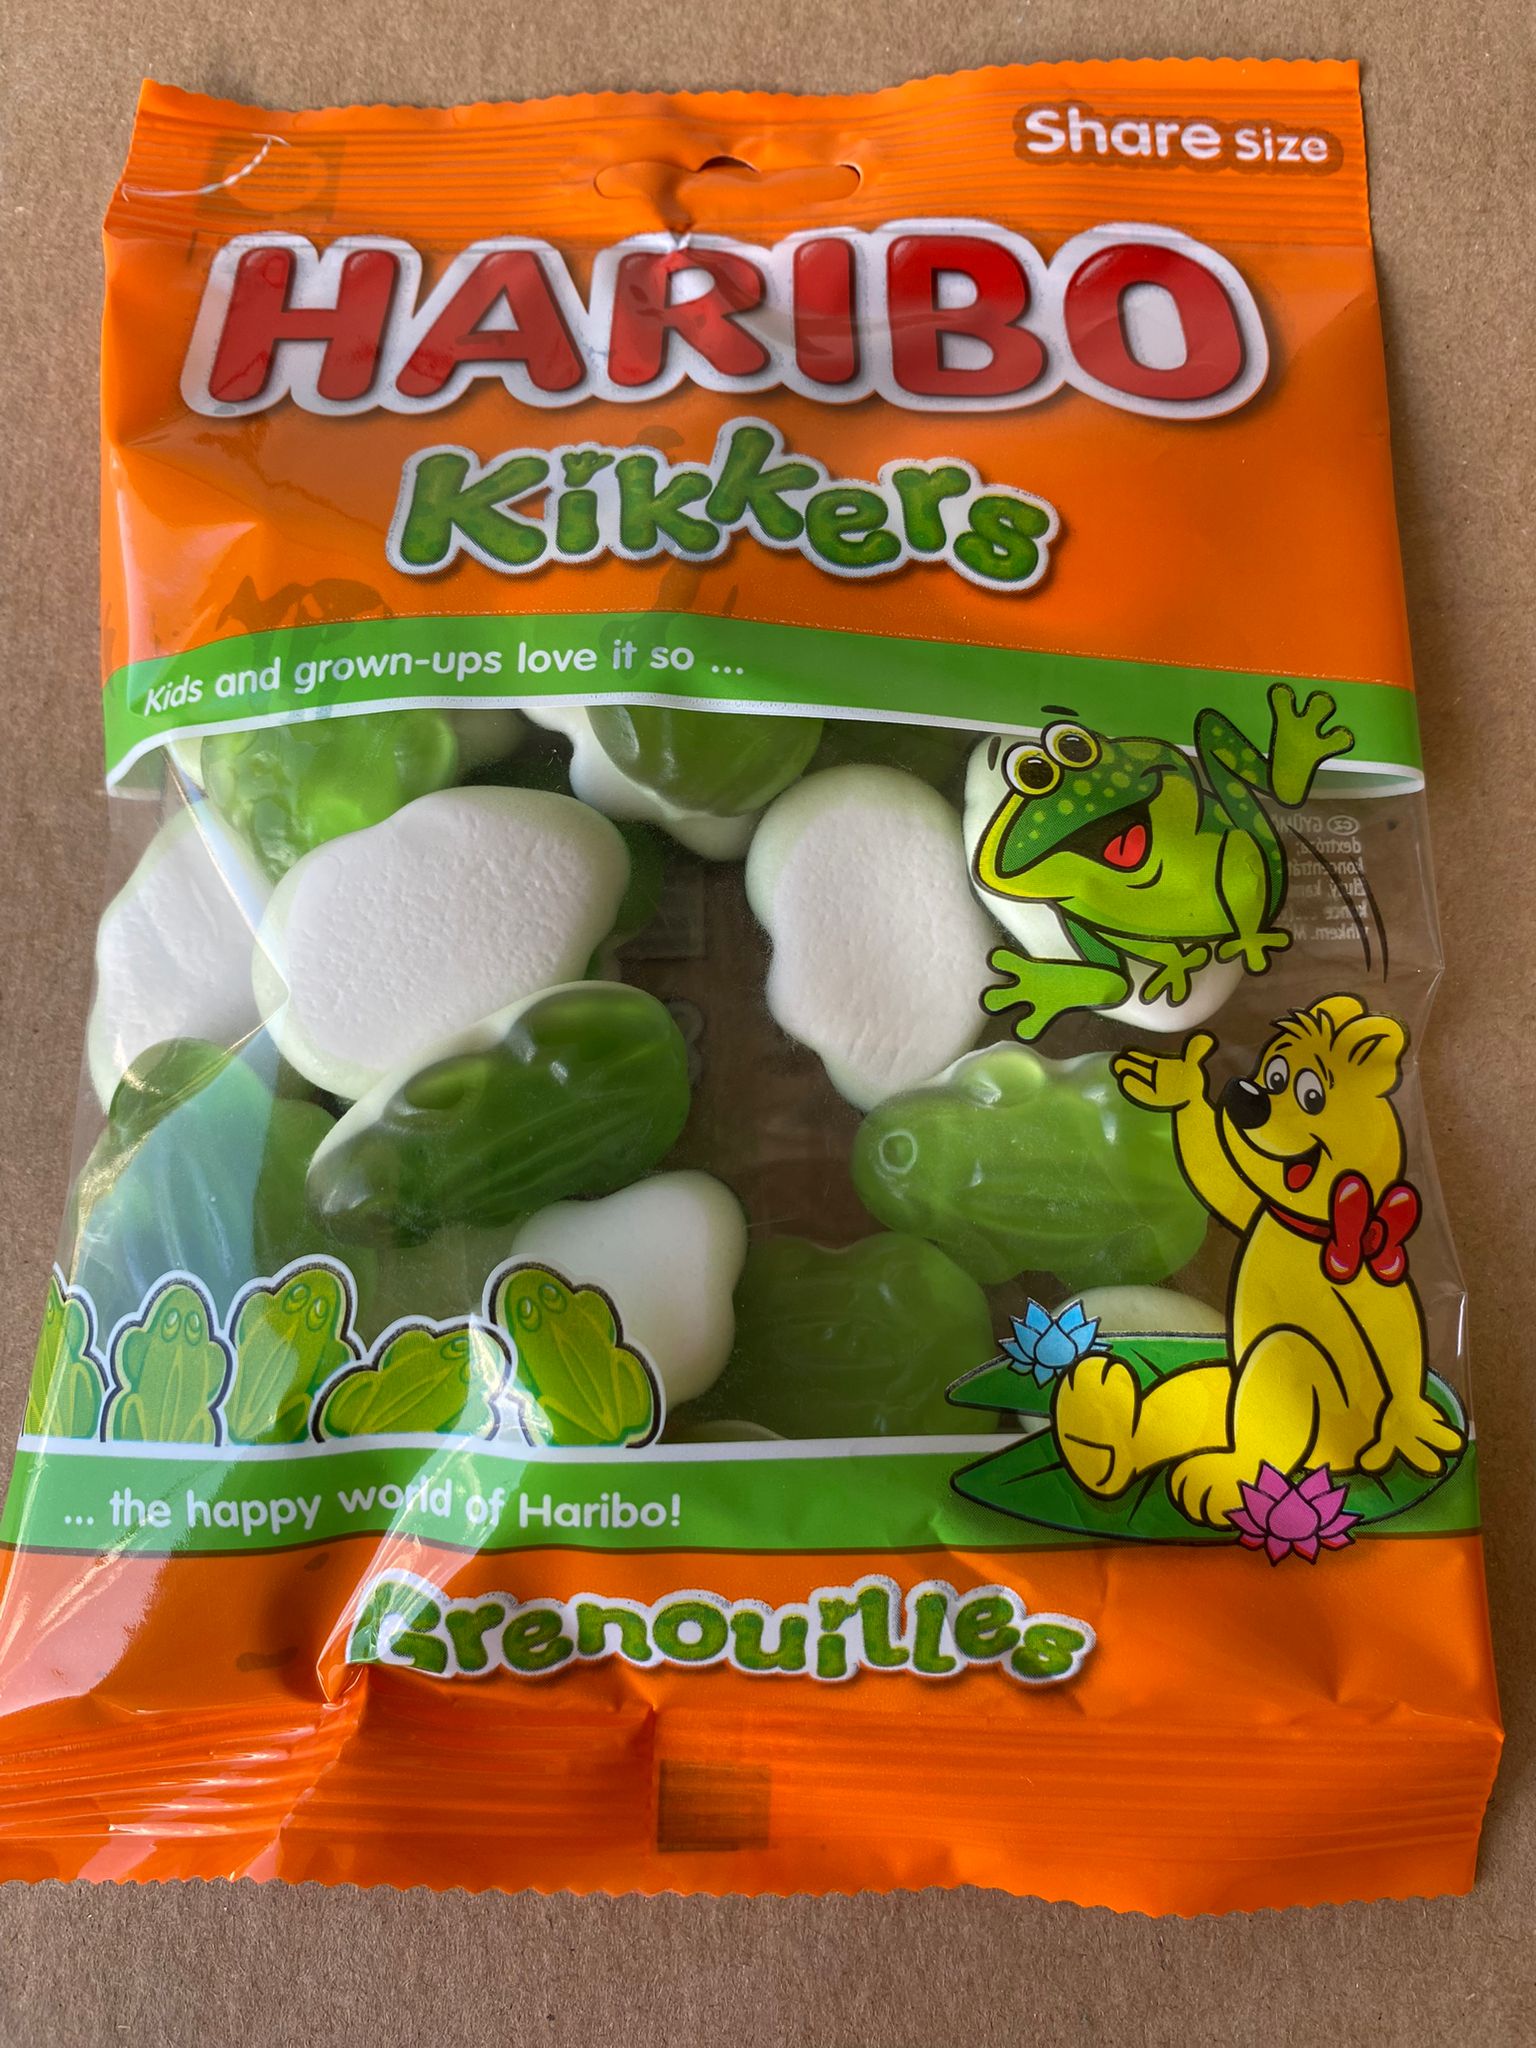 Share Size
HARIBO
Kikkers
Kids and grown-ups love it so ...
... the happy world of Haribo!
Grenouilles